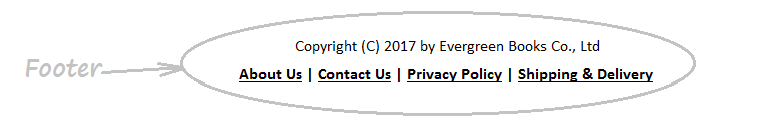 Copyright (C) 2017 by Evergreen Books Co., Ltd
Footer
About Us | Contact Us | Privacy Policy | Shipping & Delivery